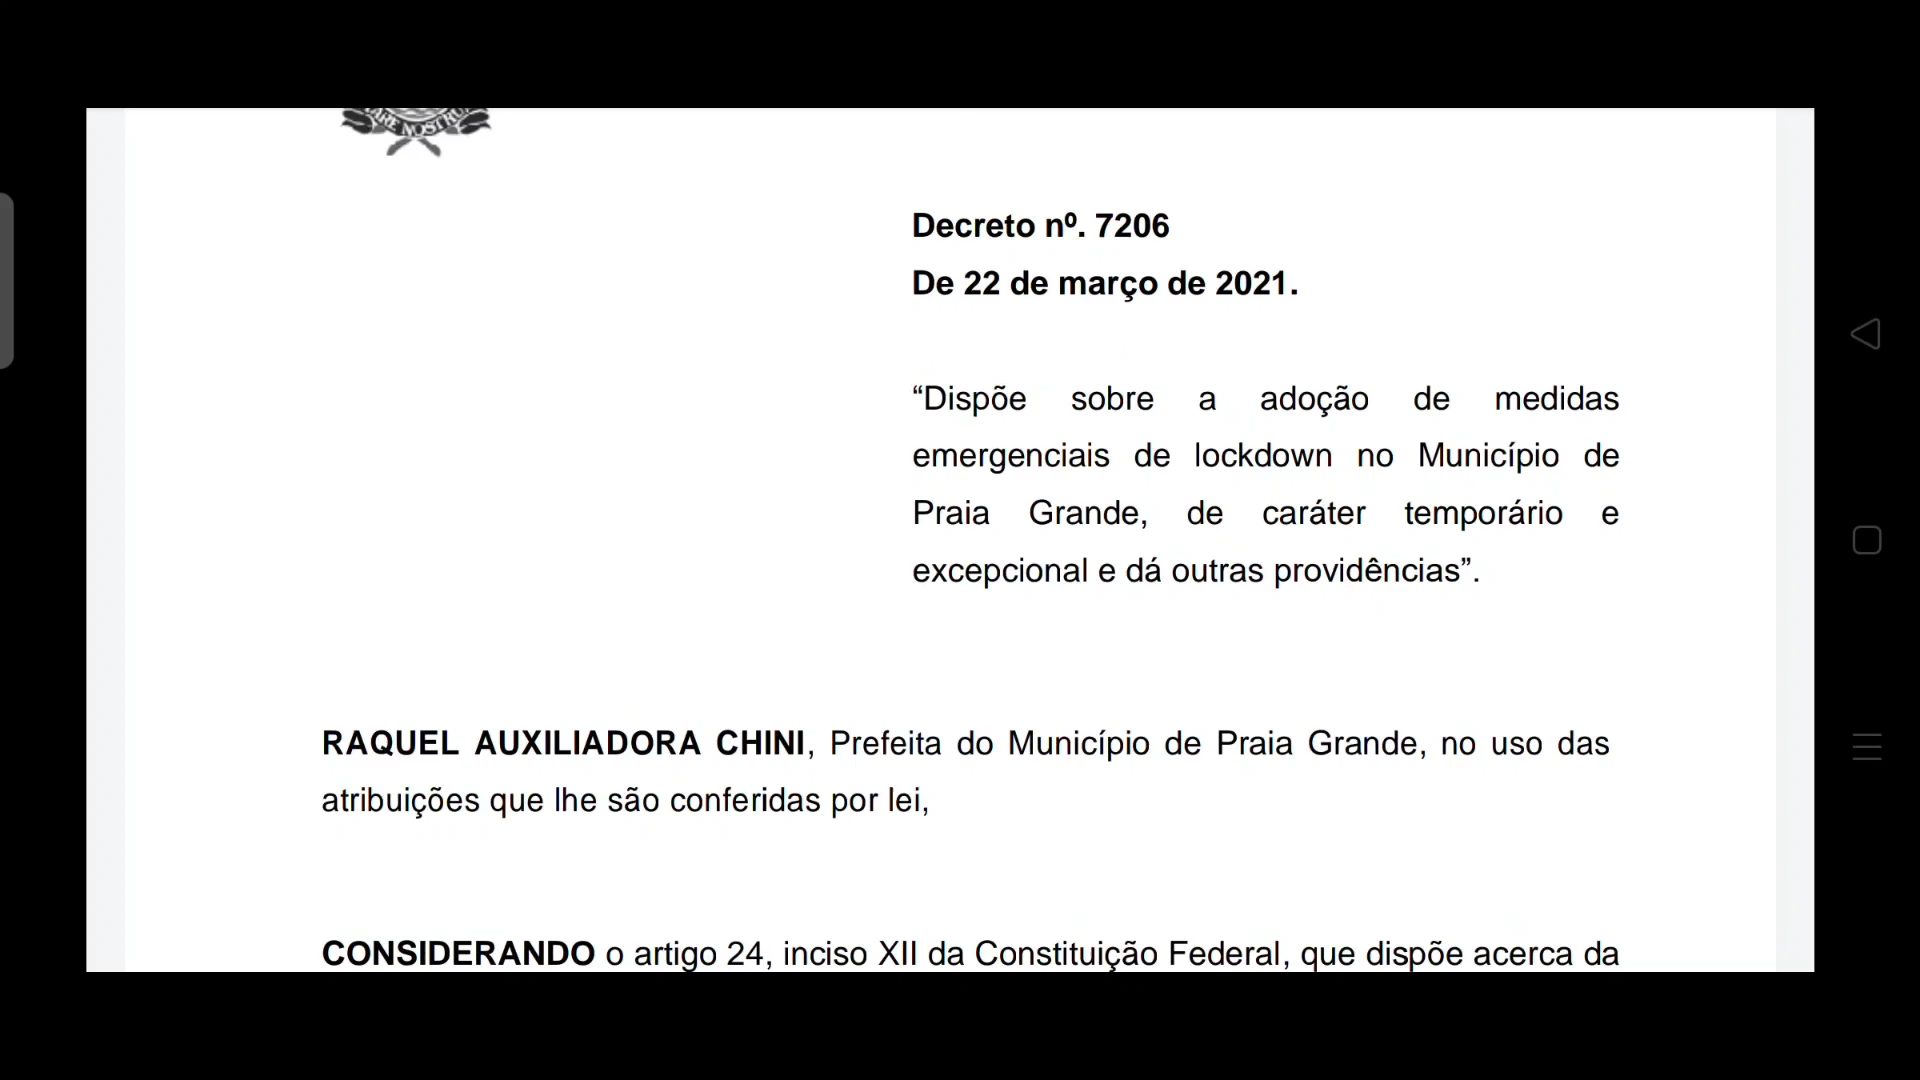 ARE NOSTRU
Decreto nº. 7206
De 22 de março de 2021.
“Dispõe sobre a adoção de medidas
emergenciais de lockdown no Município de
Praia Grande, de caráter temporário e
excepcional e dá outras providências”.
RAQUEL AUXILIADORA CHINI, Prefeita do Município de Praia Grande, no uso das
atribuições que lhe são conferidas por lei,
CONSIDERANDO o artigo 24, inciso XII da Constituição Federal, que dispõe acerca da